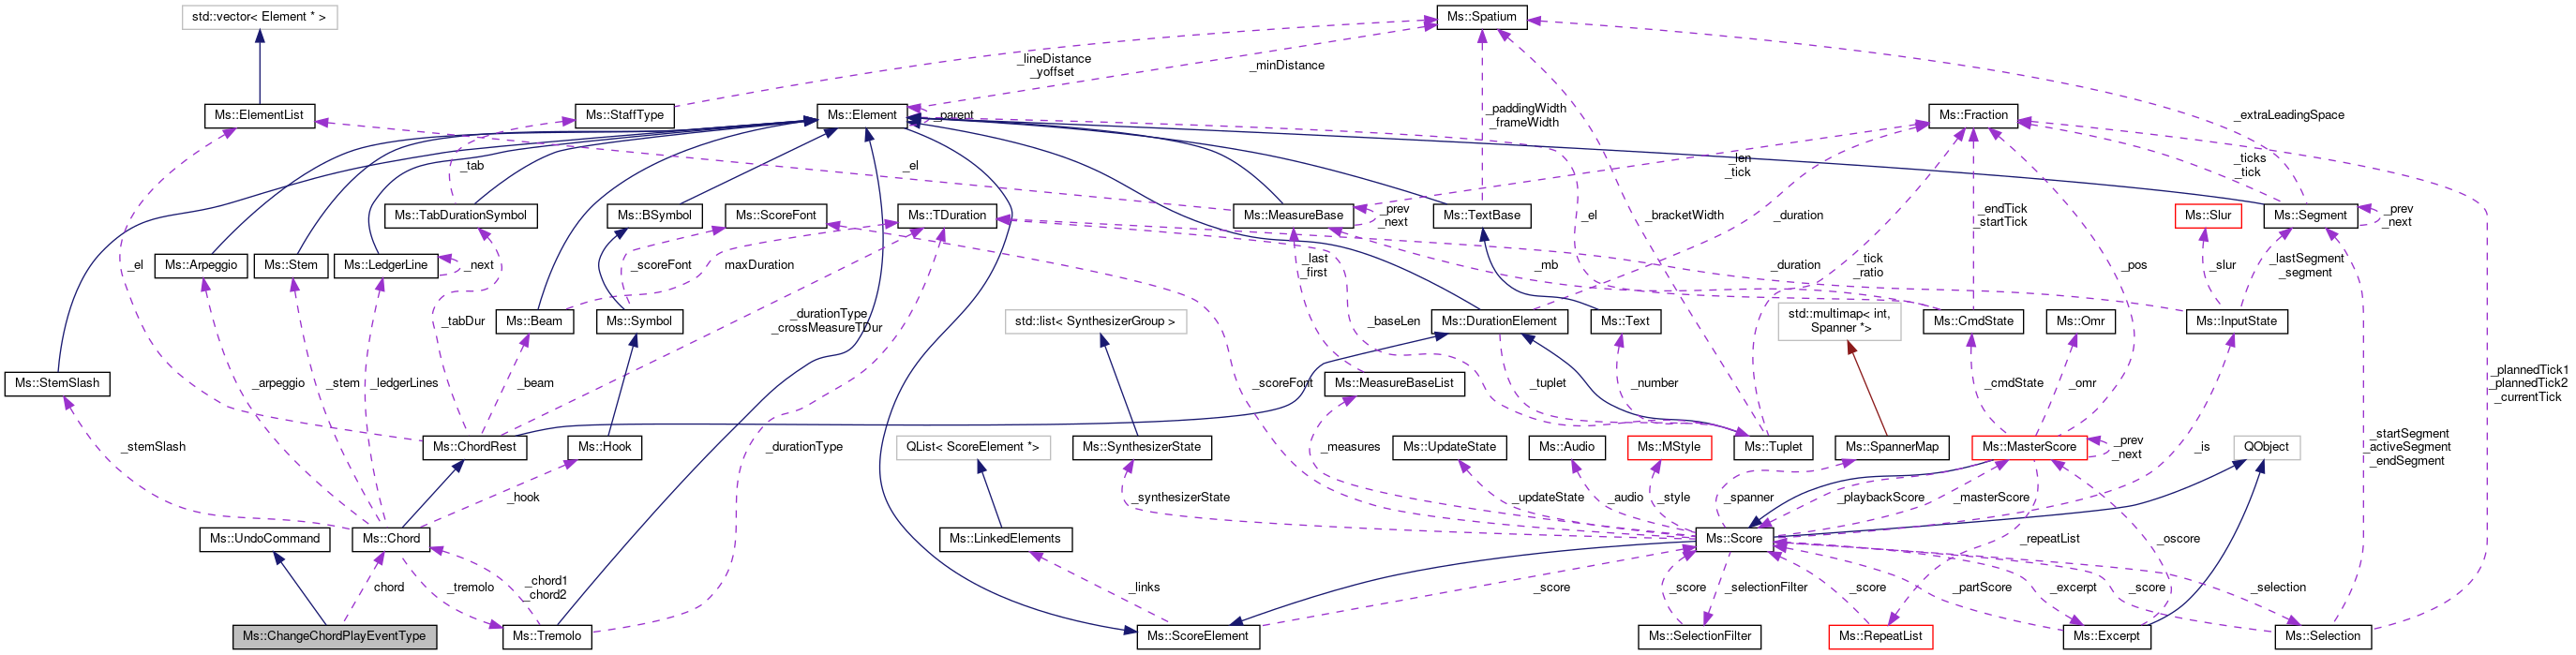 std::vector< Element * >
Ms::Spatium
_lineDistance
_yoffset
_minDistance
Ms::ElementList
Ms::StaffType
Ms::Element
_parent
_paddingWidth
_frameWidth
Ms::Fraction
_extraLeadingSpace
_tab
_el
_len
_tick
_ticks
_tick
Ms::TabDurationSymbol
Ms::BSymbol
Ms::ScoreFont
Ms::TDuration
Ms::MeasureBase
_prev
_next
Ms::TextBase
_el
_bracketWidth
_duration
_endTick
_startTick
Ms::Slur
Ms::Segment
_prev
_next
_el
Ms::Arpeggio
Ms::Stem
Ms::LedgerLine
_next
_scoreFont
maxDuration
_last
_first
_mb
_duration
_tick
_ratio
_pos
_slur
_lastSegment
_segment
_tabDur
Ms::Beam
Ms::Symbol
_durationType
_crossMeasureTDur
std::list< SynthesizerGroup >
_baseLen
Ms::DurationElement
Ms::Text
std::multimap< int,
Spanner *>
Ms::CmdState
Ms::Omr
Ms::InputState
Ms::StemSlash
_arpeggio
_stem
_ledgerLines
_beam
_scoreFont
Ms::MeasureBaseList
_tuplet
_number
_cmdState
_omr
_plannedTick1
_plannedTick2
_currentTick
_stemSlash
Ms::ChordRest
Ms::Hook
_durationType
QList< ScoreElement *>
Ms::SynthesizerState
_measures
Ms::UpdateState
Ms::Audio
Ms::MStyle
Ms::Tuplet
Ms::SpannerMap
Ms::MasterScore
_prev
_next
_is
QObject
_startSegment
_activeSegment
_endSegment
_hook
_synthesizerState
_updateState
_audio
_style
_spanner
_playbackScore
_masterScore
Ms::UndoCommand
Ms::Chord
Ms::LinkedElements
Ms::Score
_repeatList
_oscore
chord
_tremolo
_chord1
_chord2
_links
_score
_score
_selectionFilter
_score
_partScore
_excerpt
_score
_selection
Ms::ChangeChordPlayEventType
Ms::Tremolo
Ms::ScoreElement
Ms::SelectionFilter
Ms::RepeatList
Ms::Excerpt
Ms::Selection